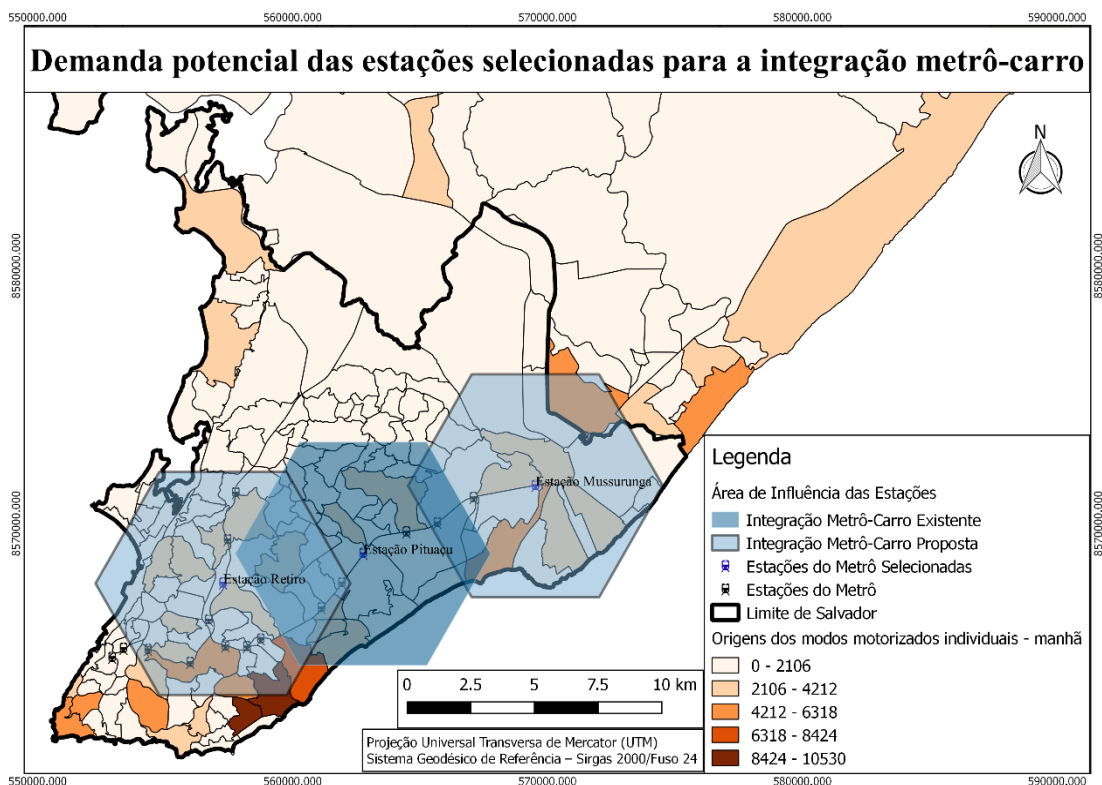 550000.000 560000.000 570000.000 580000.000 590000.000
Demanda potencial das estações selecionadas para a integração metrô-carro
N
8580000.000 8580000.000
Estação Mussurunga
Estação Pituaçu
Estação Retiro
8570000.000 8570000.000
Legenda
Área de Influência das Estações
Integração Metrô-Carro Existente
Integração Metrô-Carro Proposta
Estações do Metrô Selecionadas
Estações do Metrô
Limite de Salvador
Origens dos modos motorizados individuais - manhã
0 - 2106
2106 - 4212
4212 - 6318
6318 - 8424
8424 - 10530
0 2.5 5 7.5 10 km
Projeção Universal Transversa de Mercator (UTM)
Sistema Geodésico de Referência – Sirgas 2000/Fuso 24
550000.000 560000.000 570000.000 580000.000 590000.000